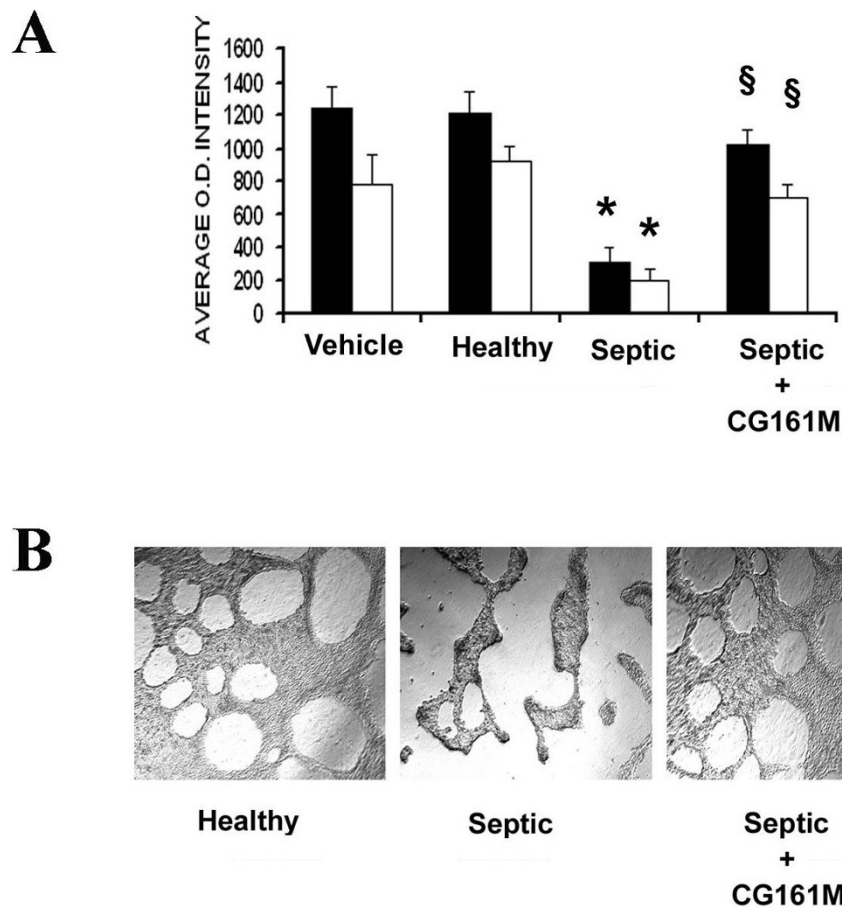 A
AVERAGE O.D. INTENSITY
1600
1400
1200
1000
800
600
400
200
0
*
*
§
§
Vehicle
Healthy
Septic
Septic
+
CG161M
B
Healthy
Septic
Septic
+
CG161M